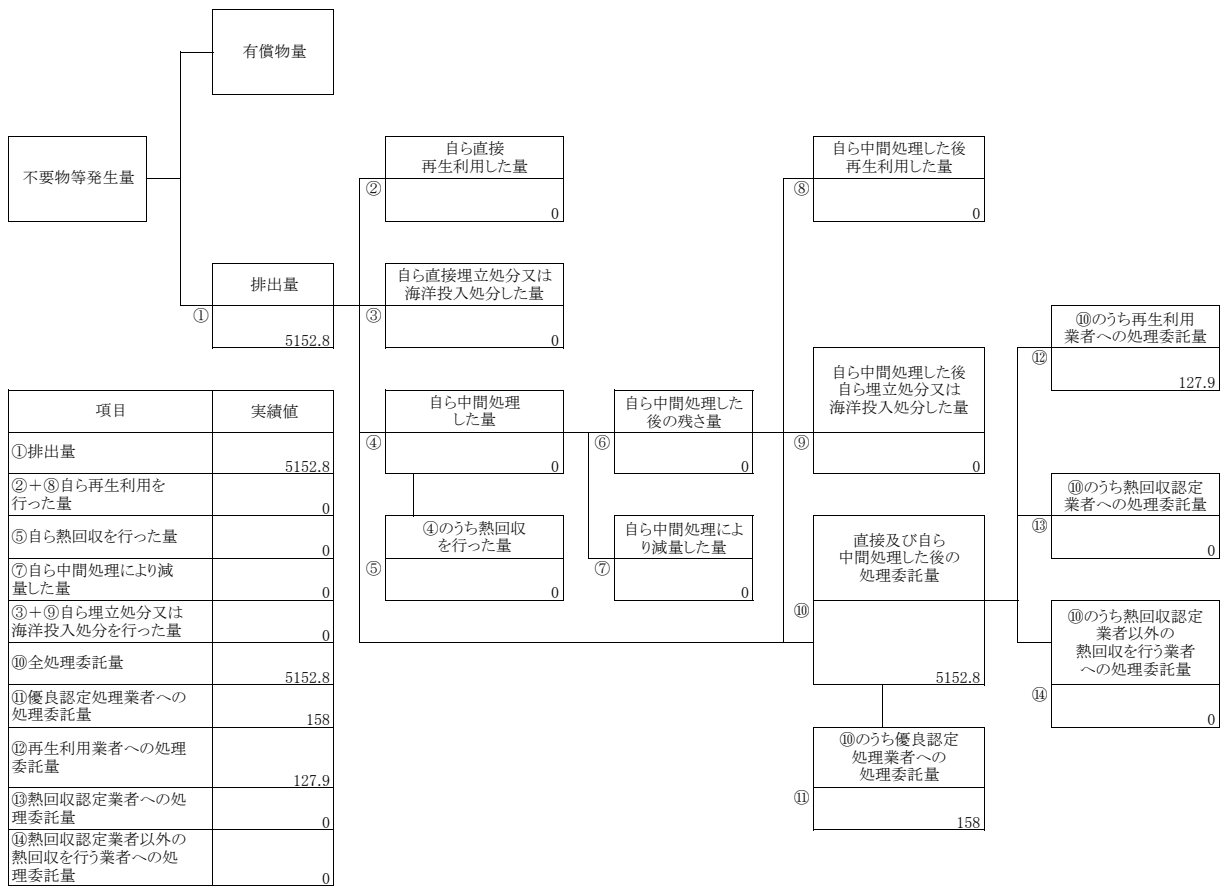 有償物量
不要物等発生量
自ら直接
再生利用した量
②
0
自ら中間処理した後
再生利用した量
⑧
0
排出量
①
5152.8
自ら直接埋立処分又は
海洋投入処分した量
③
0
⑩のうち再生利用
業者への処理委託量
⑫
127.9
自ら中間処理
した量
④
0
自ら中間処理した
後の残さ量
⑥
0
自ら中間処理した後
自ら埋立処分又は
海洋投入処分した量
⑨
0
⑩のうち熱回収認定
業者への処理委託量
⑬
0
④のうち熱回収
を行った量
⑤
0
自ら中間処理によ
り減量した量
⑦
0
直接及び自ら
中間処理した後の
処理委託量
⑩
5152.8
⑩のうち熱回収認定
業者以外の
熱回収を行う業者
への処理委託量
⑭
0
⑩のうち優良認定
処理業者への
処理委託量
⑪
158
項目 実績値
①排出量
5152.8
②＋⑧自ら再生利用を
行った量
0
⑤自ら熱回収を行った量
0
⑦自ら中間処理により減
量した量
0
③＋⑨自ら埋立処分又は
海洋投入処分を行った量
0
⑩全処理委託量
5152.8
⑪優良認定処理業者への
処理委託量
158
⑫再生利用業者への処理
委託量
127.9
⑬熱回収認定業者への処
理委託量
0
⑭熱回収認定業者以外の
熱回収を行う業者への処
理委託量
0